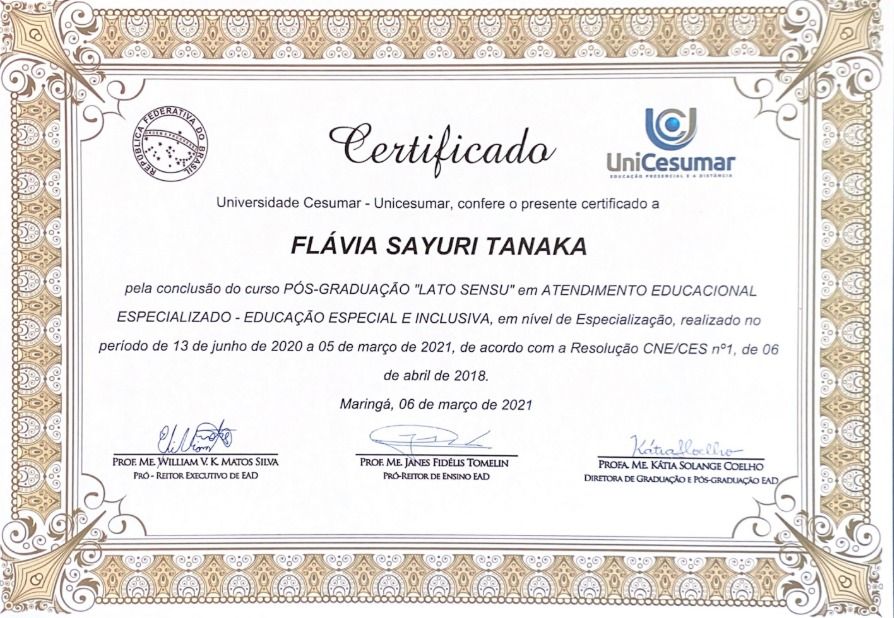 REPÚBLICA FEDERATIVA DO BRASIL
Certificado
UniCesumar
EDUCAÇÃO PRESENCIAL E A DISTÂNCIA
Universidade Cesumar - Unicesumar, confere o presente certificado a
FLÁVIA SAYURI TANAKA
pela conclusão do curso PÓS-GRADUAÇÃO "LATO SENSU" em ATENDIMENTO EDUCACIONAL
ESPECIALIZADO - EDUCAÇÃO ESPECIAL E INCLUSIVA, em nível de Especialização, realizado no
período de 13 de junho de 2020 a 05 de março de 2021, de acordo com a Resolução CNE/CES nº1, de 06
de abril de 2018.
Maringá, 06 de março de 2021
Kátia Coelho
PROF. ME. WILLIAM V. K. MATOS SILVA
PRÓ - REITOR EXECUTIVO DE EAD
PROF. ME. JANES FIDÉLIS TOMELIN
PRÓ-REITOR DE ENSINO EAD
PROFA. ME. KÁTIA SOLANGE COELHO
DIRETORA DE GRADUAÇÃO E PÓS-GRADUAÇÃO EAD